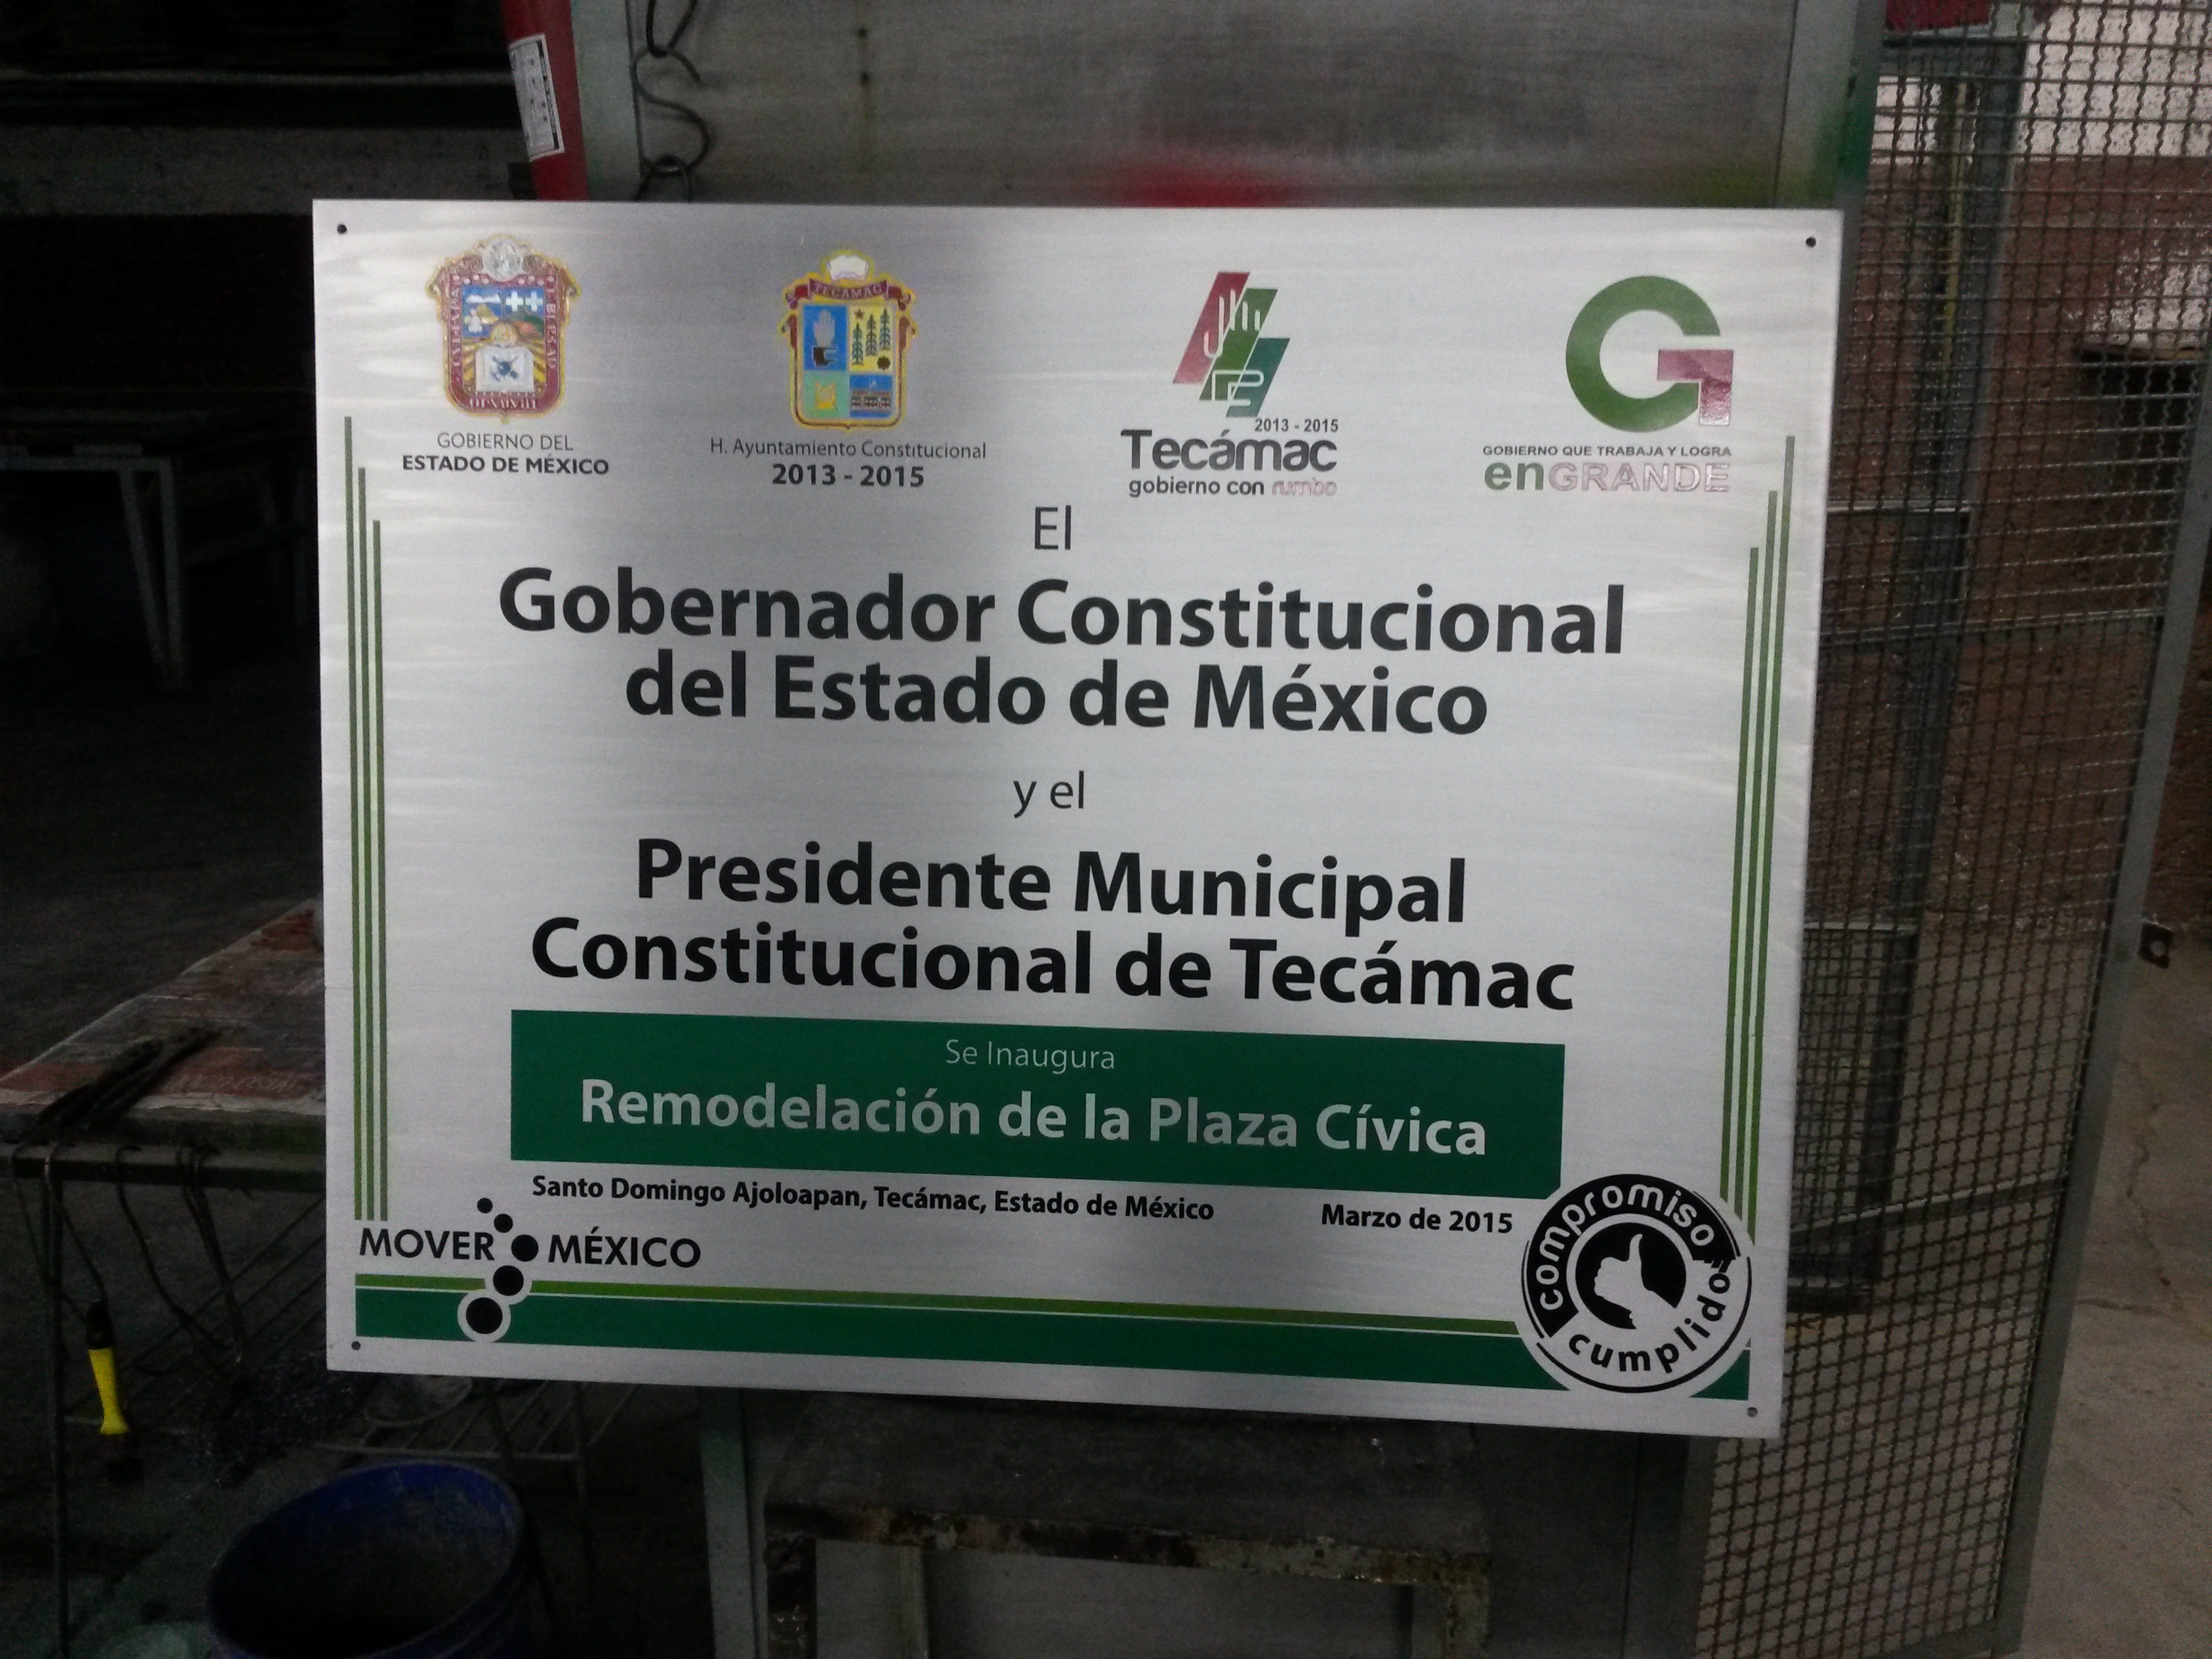 TECAMAC
GOBIERNO DEL
ESTADO DE MÉXICO
H. Ayuntamiento Constitucional
2013 - 2015
2013 - 2015
Tecámac
gobierno con rumbo
GOBIERNO QUE TRABAJA Y LOGRA
enGRANDE
El
Gobernador Constitucional
del Estado de México
y el
Presidente Municipal
Constitucional de Tecámac
Se Inaugura
Remodelación de la Plaza Cívica
Santo Domingo Ajoloapan, Tecámac, Estado de México Marzo de 2015
MOVER MÉXICO
compromiso
cumplido